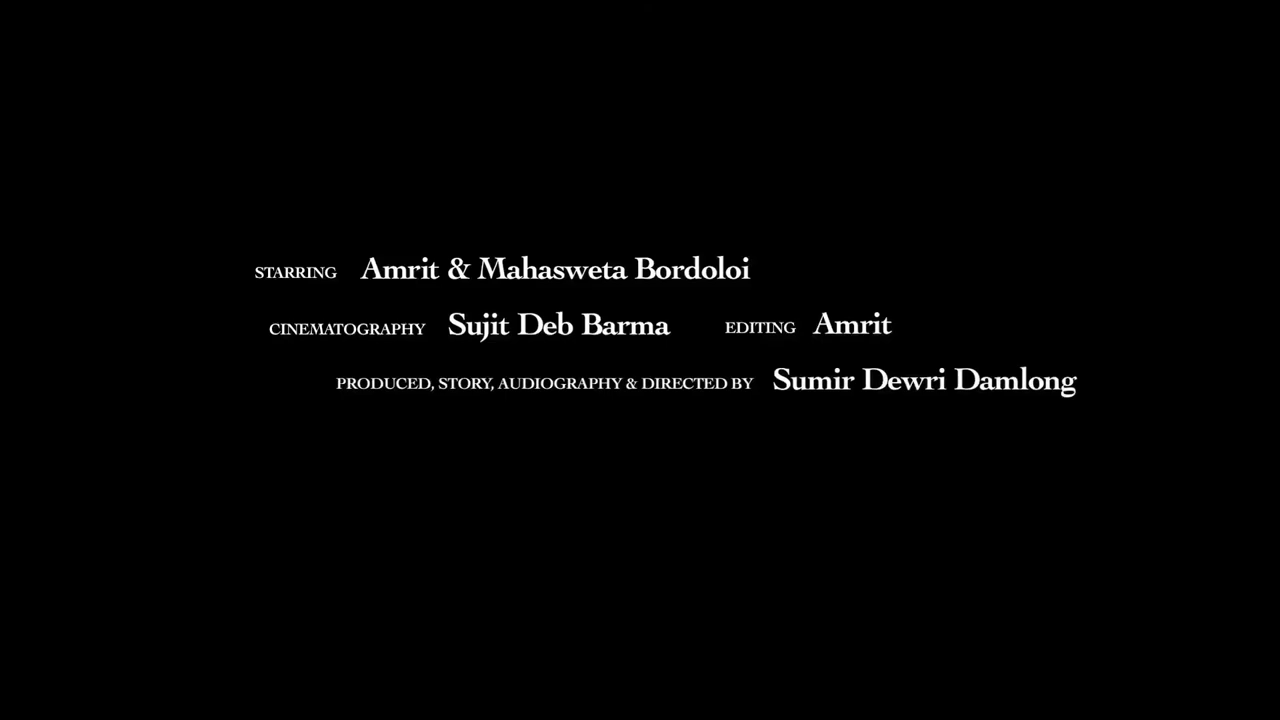 STARRING Amrit & Mahasweta Bordoloi
CINEMATOGRAPHY Sujit Deb Barma EDITING Amrit
PRODUCED, STORY, AUDIOGRAPHY & DIRECTED BY Sumir Dewri Damlong